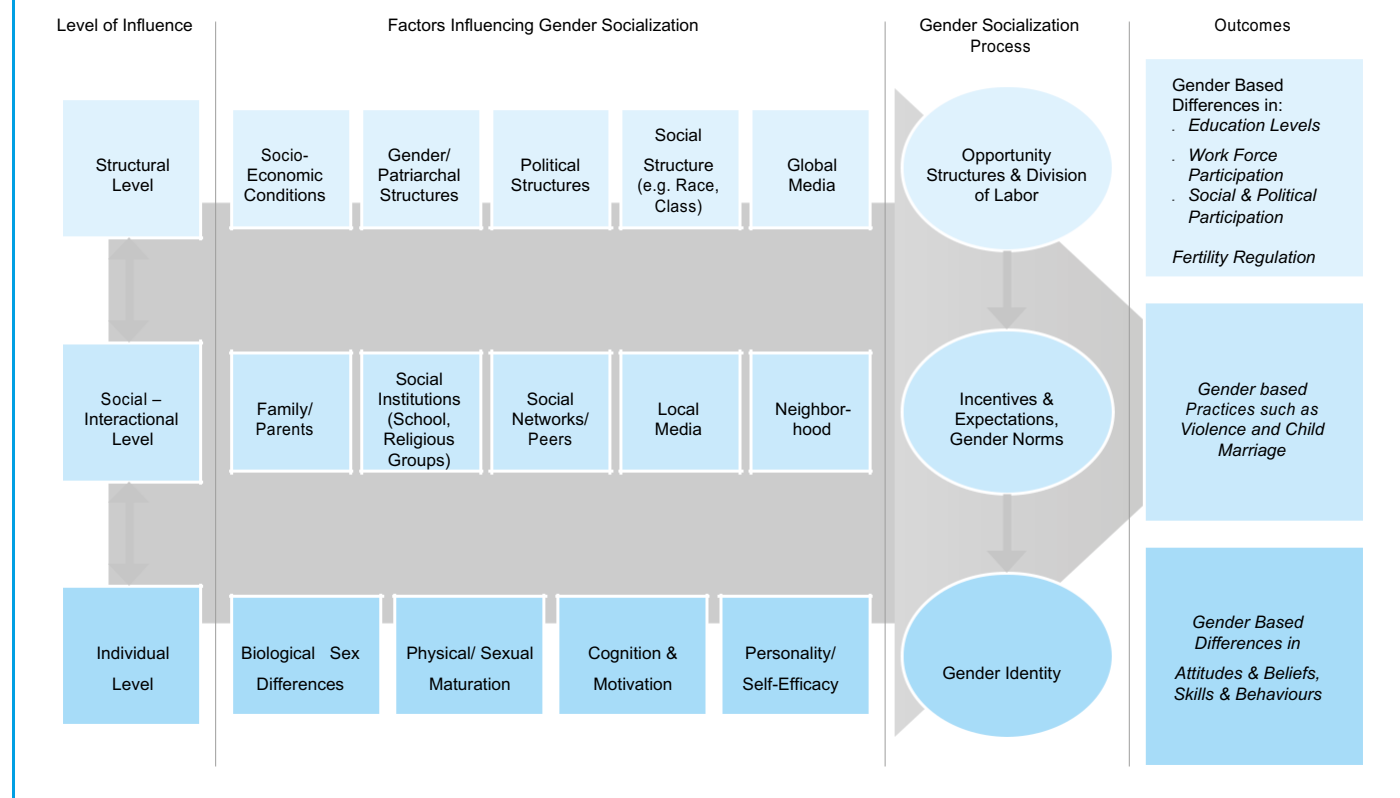 Level of Influence
Factors Influencing Gender Socialization
Gender Socialization
Process
Outcomes
Structural
Level
Socio-
Economic
Conditions
Gender/
Patriarchal
Structures
Political
Structures
Social
Structure
(e.g. Race,
Class)
Global
Media
Opportunity
Structures & Division
of Labor
Gender Based
Differences in:
. Education Levels
. Work Force
Participation
. Social & Political
Participation
Fertility Regulation
Social –
Interactional
Level
Family/
Parents
Social
Institutions
(School,
Religious
Groups)
Social
Networks/
Peers
Local
Media
Neighbor-
hood
Incentives &
Expectations,
Gender Norms
Gender based
Practices such as
Violence and Child
Marriage
Individual
Level
Biological Sex
Differences
Physical/ Sexual
Maturation
Cognition &
Motivation
Personality/
Self-Efficacy
Gender Identity
Gender Based
Differences in
Attitudes & Beliefs,
Skills & Behaviours